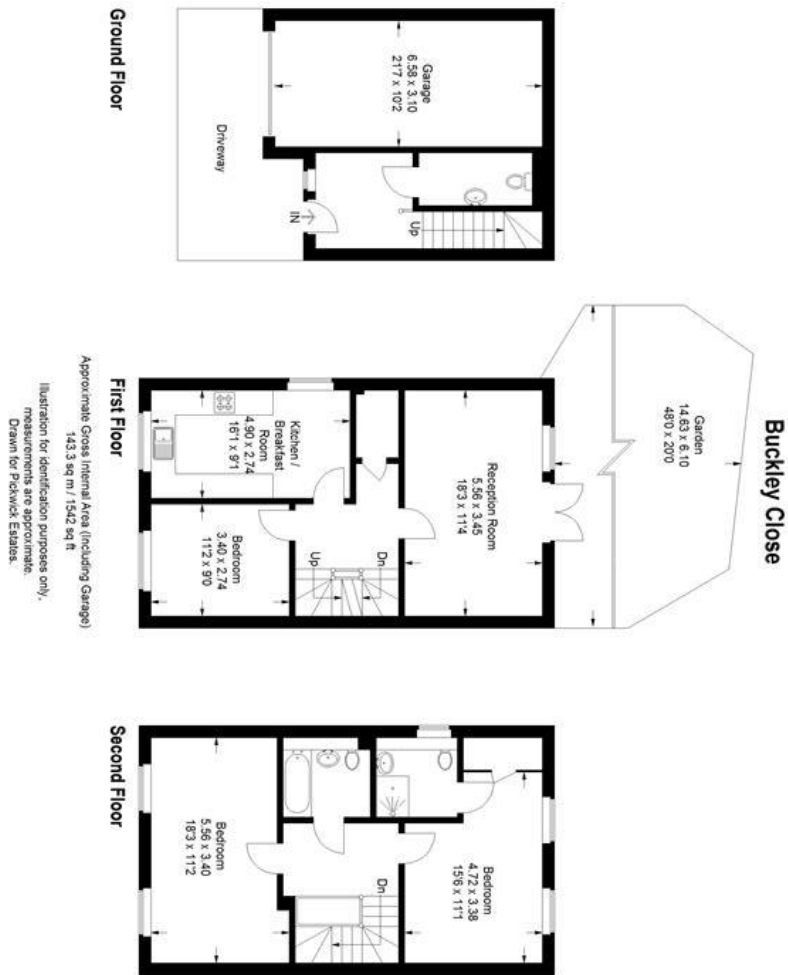 Buckley Close
Garage
6.58 x 3.10
21'7 x 10'2
Driveway
IN
Up
Ground Floor
Garden
14.63 x 6.10
48'0 x 20'0
Reception Room
5.56 x 3.45
18'3 x 11'4
Dn
Up
Kitchen /
Breakfast
Room
4.90 x 2.74
16'1 x 9'1
Bedroom
3.40 x 2.74
11'2 x 9'0
First Floor
Bedroom
4.72 x 3.38
15'6 x 11'1
Dn
Bedroom
5.56 x 3.40
18'3 x 11'2
Second Floor
Approximate Gross Internal Area (Including Garage)
143.3 sq m / 1542 sq ft
Illustration for identification purposes only,
measurements are approximate.
Drawn for Pickwick Estates.